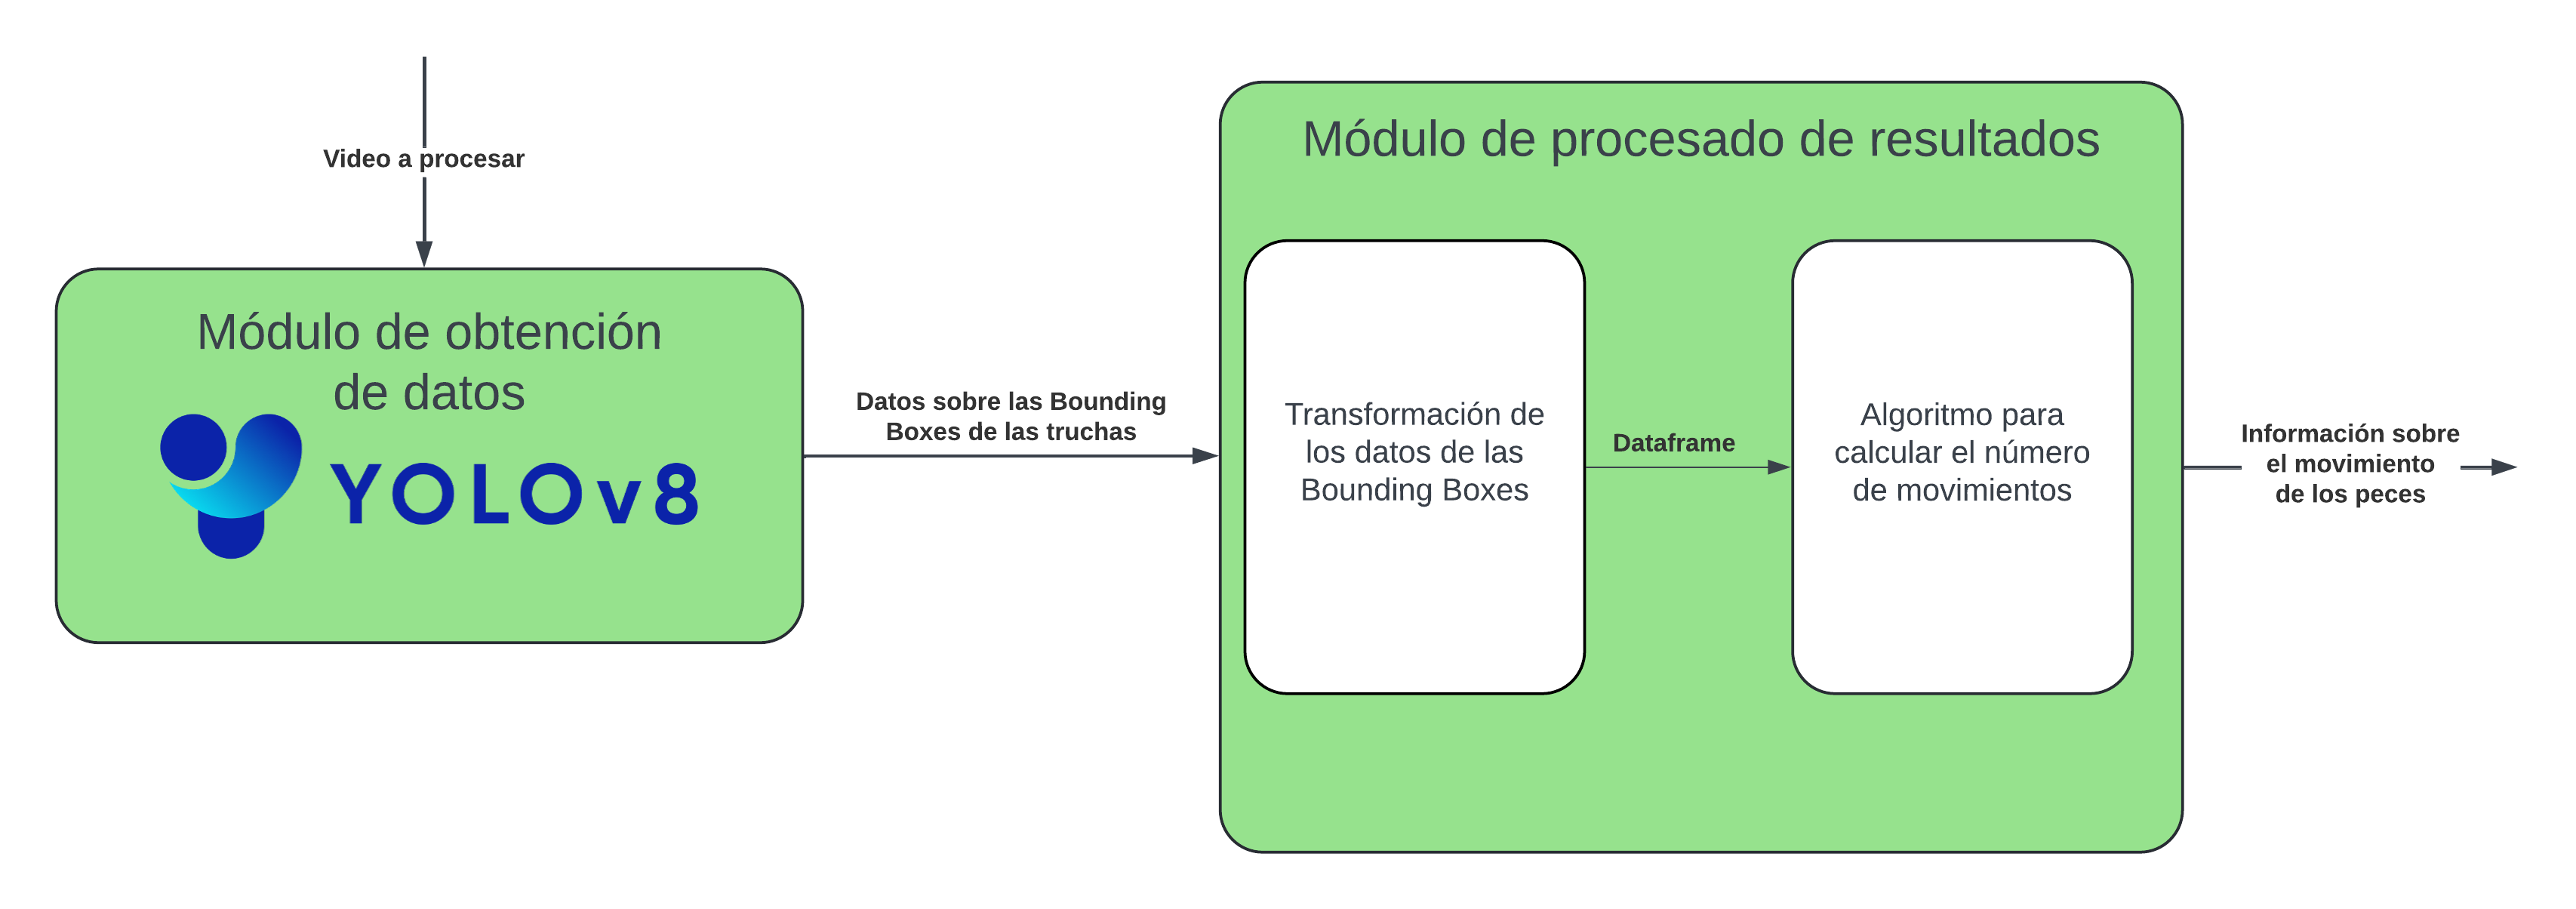 Video a procesar
Módulo de obtención
de datos
YOLOv8
Datos sobre las Bounding
Boxes de las truchas
Módulo de procesado de resultados
Transformación de
los datos de las
Bounding Boxes
Dataframe
Algoritmo para
calcular el número
de movimientos
Información sobre
el movimiento
de los peces